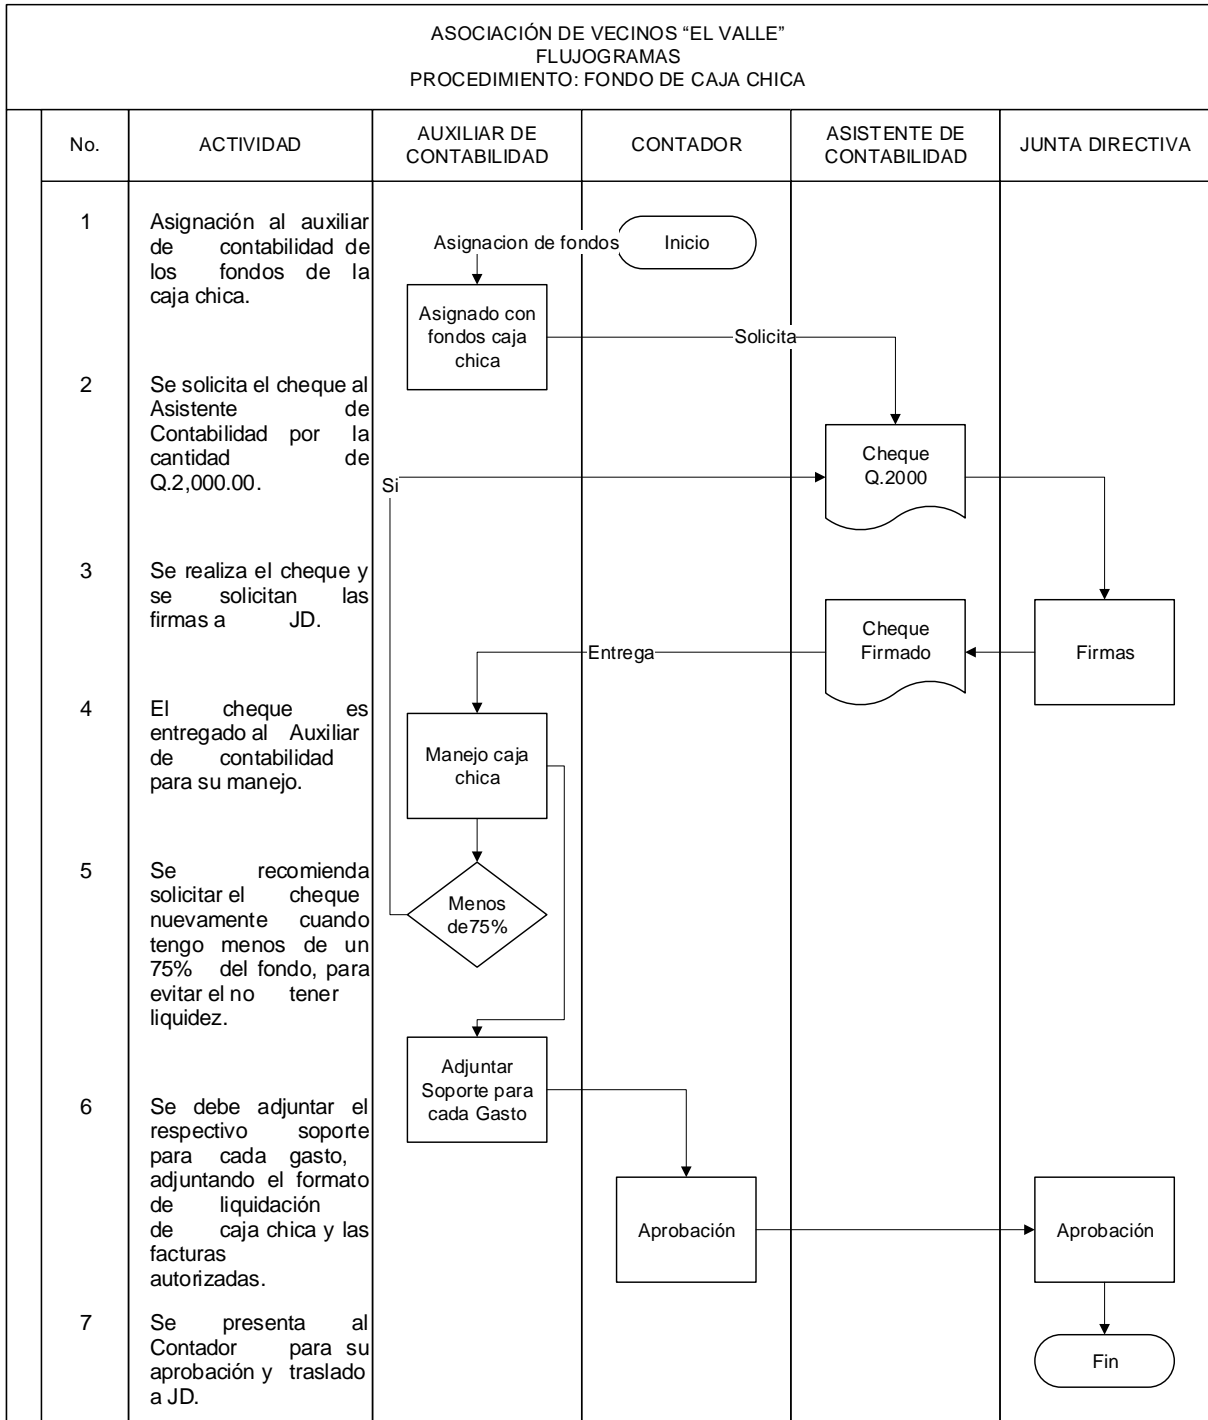 ASOCIACIÓN DE VECINOS “EL VALLE”
FLUJOGRAMAS
PROCEDIMIENTO: FONDO DE CAJA CHICA
No.
ACTIVIDAD
AUXILIAR DE
CONTABILIDAD
CONTADOR
ASISTENTE DE
CONTABILIDAD
JUNTA DIRECTIVA
1
Asignación al auxiliar
de contabilidad de
los fondos de la
caja chica.
Asignacion de fondos
Inicio
Asignado con
fondos caja
chica
Solicita
2
Se solicita el cheque al
Asistente de
Contabilidad por la
cantidad de
Q.2,000.00.
Si
Cheque
Q.2000
3
Se realiza el cheque y
se solicitan las
firmas a JD.
Entrega
Cheque
Firmado
Firmas
4
El cheque es
entregado al Auxiliar
de contabilidad
para su manejo.
Manejo caja
chica
5
Se recomienda
solicitar el cheque
nuevamente cuando
tengo menos de un
75% del fondo, para
evitar el no tener
liquidez.
Menos
de75%
Adjuntar
Soporte para
cada Gasto
6
Se debe adjuntar el
respectivo soporte
para cada gasto,
adjuntando el formato
de liquidación
de caja chica y las
facturas
autorizadas.
Aprobación
Aprobación
7
Se presenta al
Contador para su
aprobación y traslado
a JD.
Fin